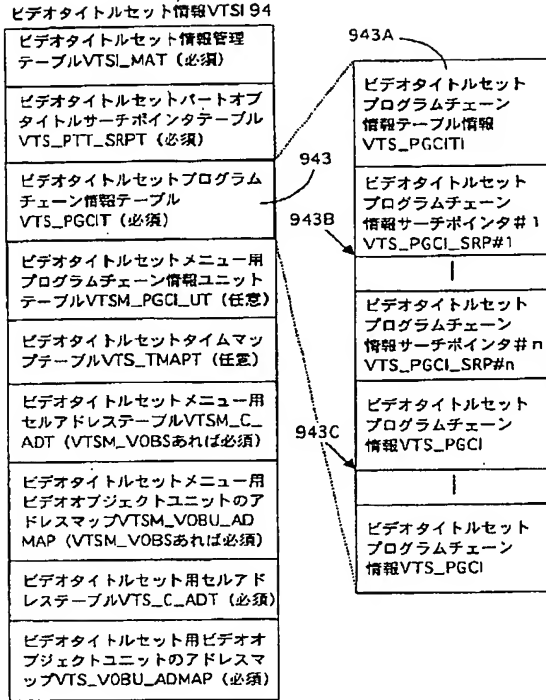 ビデオタイトルセット情報VTSI 94
ビデオタイトルセット情報管理
テーブルVTSI_MAT（必須）
ビデオタイトルセットパートオブ
タイトルサーチポインタテーブル
VTS_PTT_SRPT（必須）
ビデオタイトルセットプログラム
チェーン情報テーブル
VTS_PGCIT（必須）
ビデオタイトルセットメニュー用
プログラムチェーン情報ユニット
テーブルVTSM_PGCI_UT（任意）
ビデオタイトルセットタイムマッ
プテーブルVTS_TMAPT（任意）
ビデオタイトルセットメニュー用
セルアドレステーブルVTSM_C_
ADT（VTSM_VOBSあれば必須）
ビデオタイトルセットメニュー用
ビデオオブジェクトユニットのア
ドレスマップVTSM_VOBU_AD
MAP（VTSM_VOBSあれば必須）
ビデオタイトルセット用セルアド
レステーブルVTS_C_ADT（必須）
ビデオタイトルセット用ビデオオ
ブジェクトユニットのアドレスマ
ップVTS_VOBU_ADMAP（必須）
943
943A
ビデオタイトルセット
プログラムチェーン
情報テーブル情報
VTS_PGCITI
943B
ビデオタイトルセット
プログラムチェーン
情報サーチポインタ#1
VTS_PGCI_SRP#1
ビデオタイトルセット
プログラムチェーン
情報サーチポインタ#n
VTS_PGCI_SRP#n
943C
ビデオタイトルセット
プログラムチェーン
情報VTS_PGCI
ビデオタイトルセット
プログラムチェーン
情報VTS_PGCI